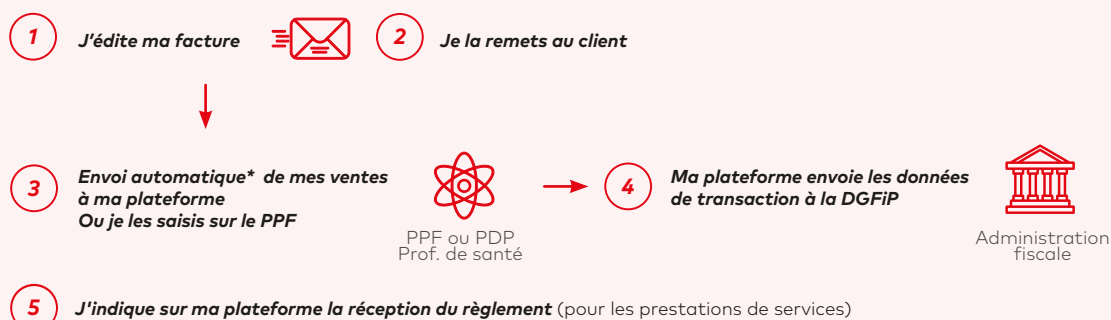 1 J'édite ma facture
2 Je la remets au client
3 Envoi automatique* de mes ventes
à ma plateforme
Ou je les saisis sur le PPF
PPF ou PDP
Prof. de santé
4 Ma plateforme envoie les données
de transaction à la DGFiP
Administration
fiscale
5 J'indique sur ma plateforme la réception du règlement (pour les prestations de services)